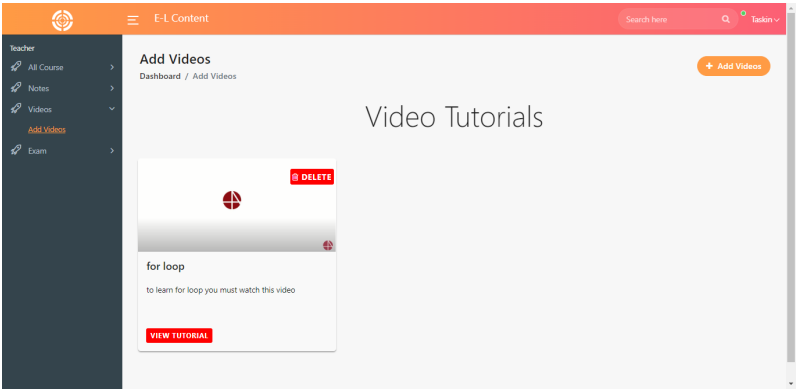 E-L Content
Search here
Taskin
Teacher
All Course
Notes
Videos
Add Videos
Exam
Add Videos
Dashboard / Add Videos
+ Add Videos
Video Tutorials
DELETE
for loop
to learn for loop you must watch this video
VIEW TUTORIAL